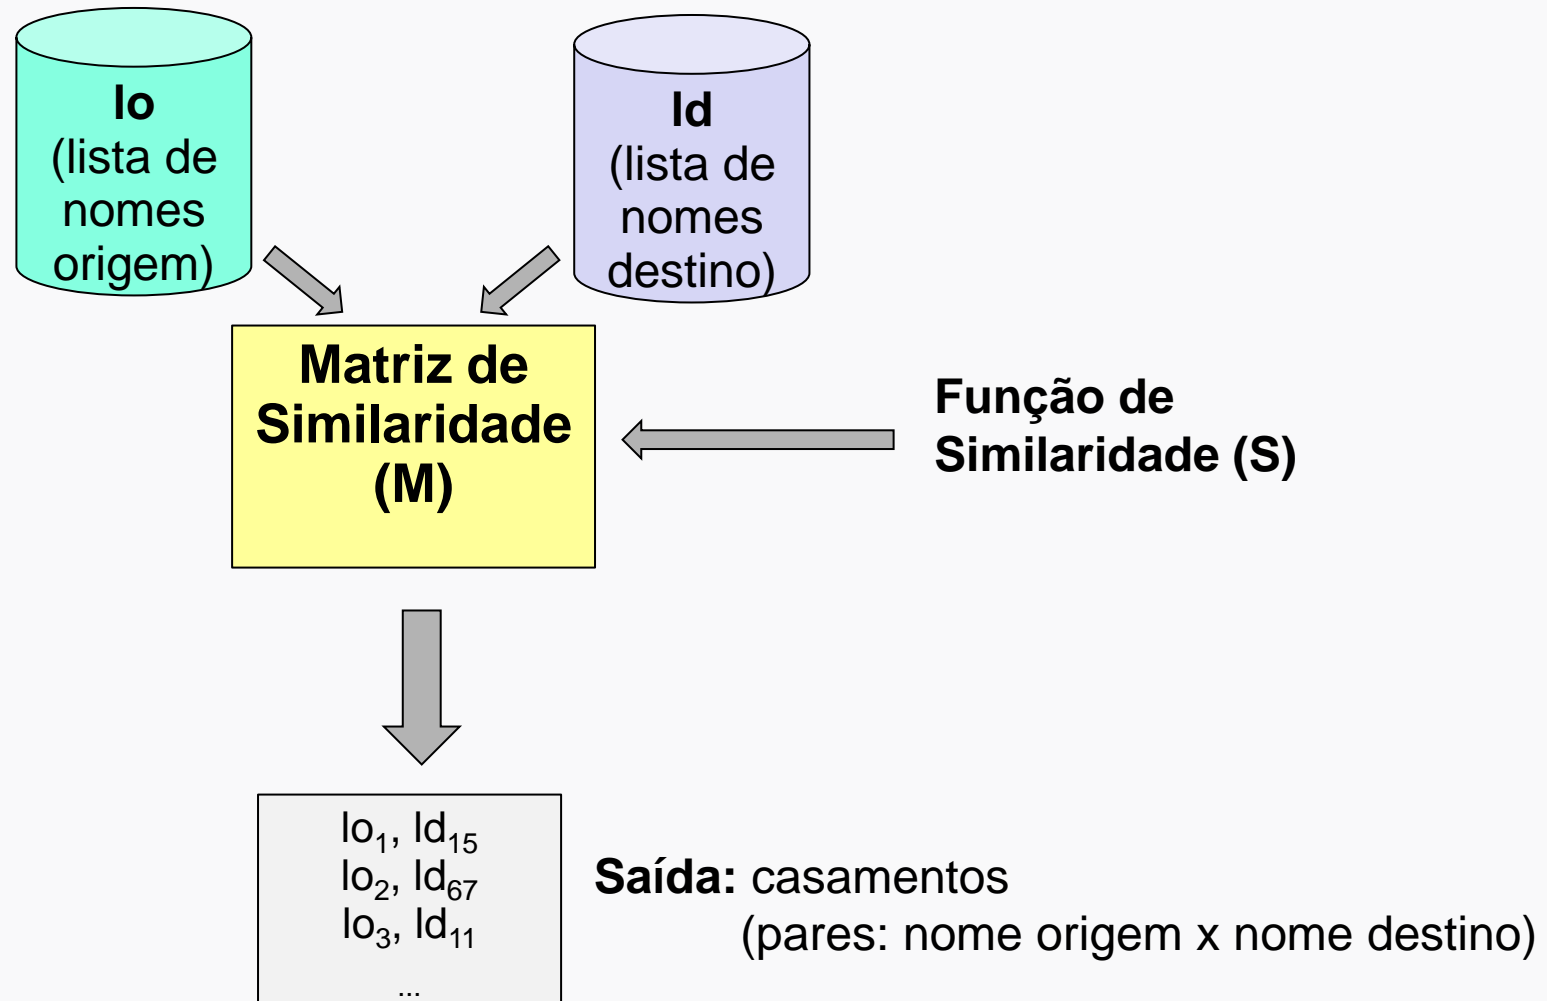 lo
(lista de
nomes
origem)
ld
(lista de
nomes
destino)
Matriz de
Similaridade
(M)
Função de
Similaridade (S)
lo₁, ld₁₅
lo₂, ld₆₇
lo₃, ld₁₁
...
Saída: casamentos
(pares: nome origem x nome destino)